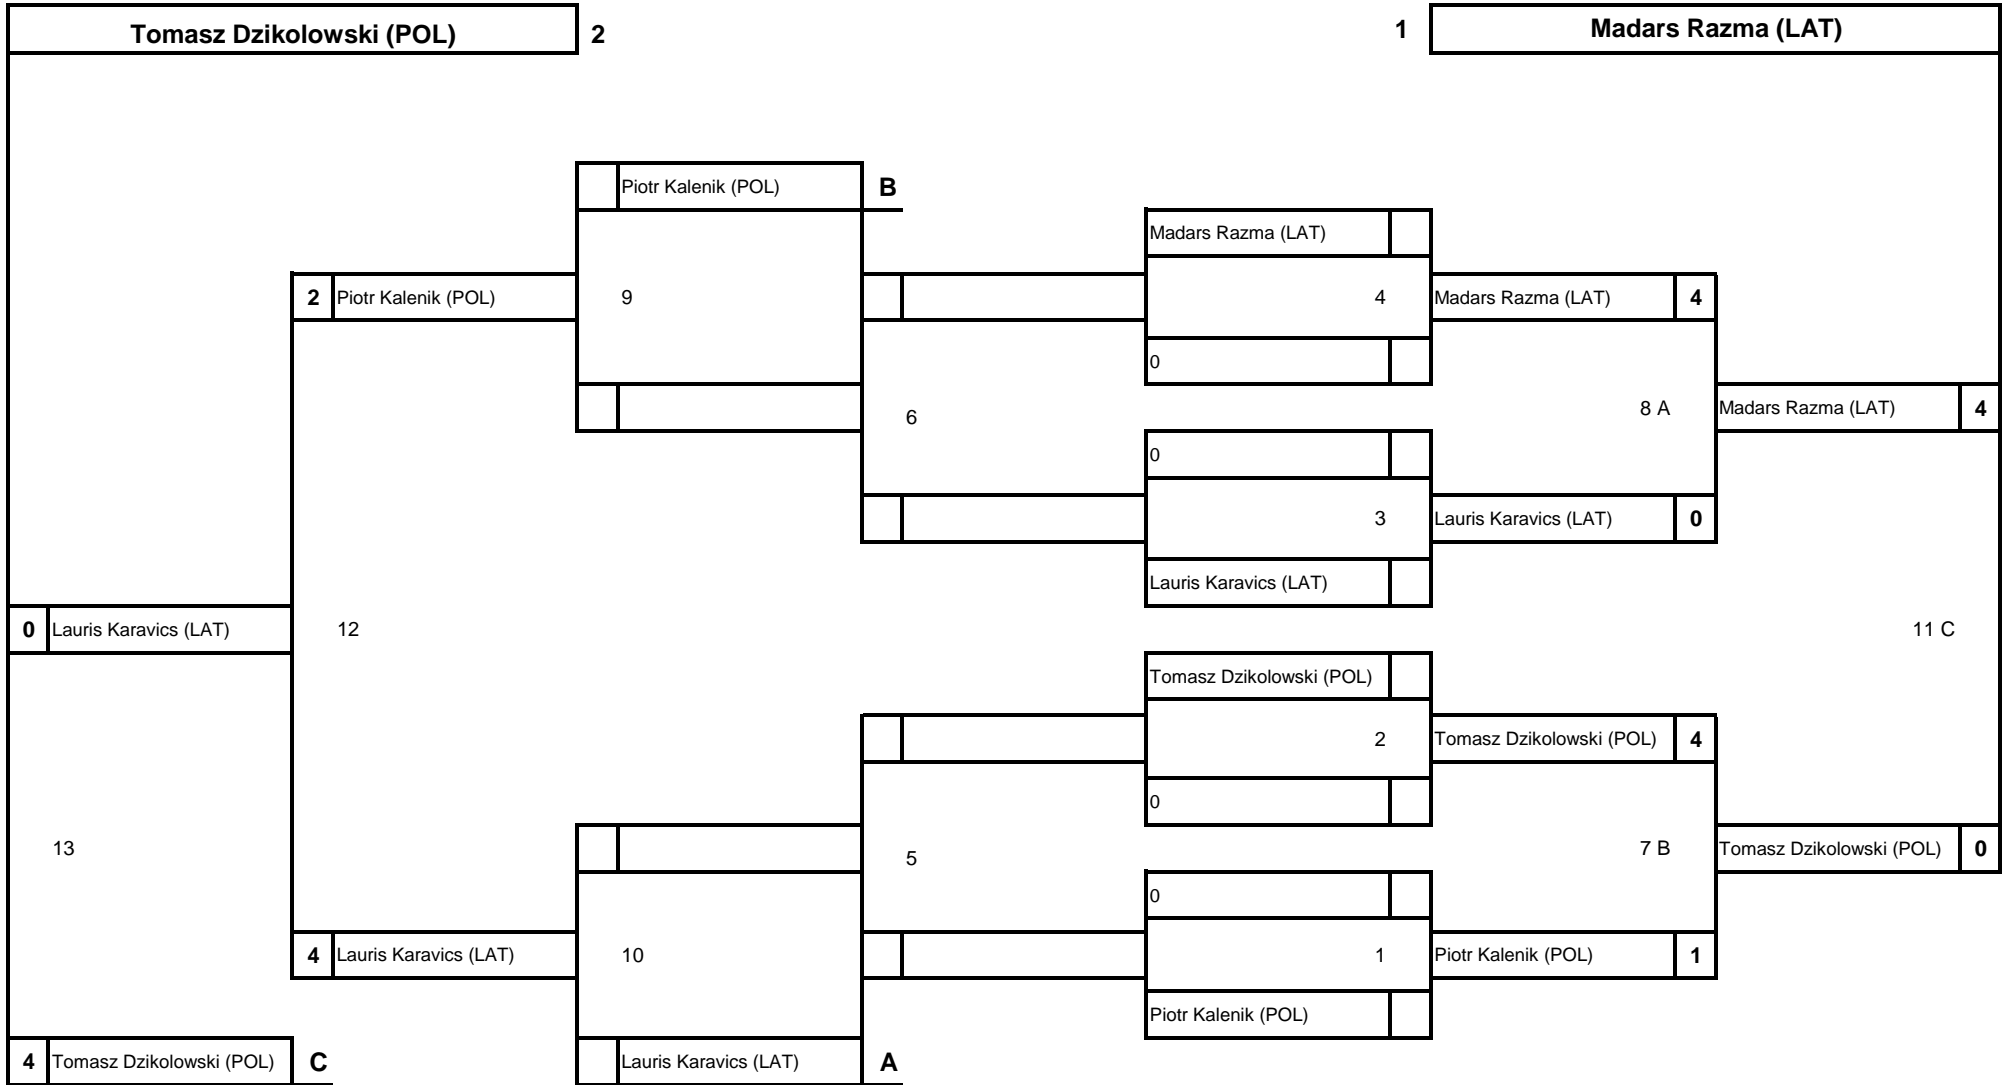 Tomasz Dzikolowski (POL) 2 1 Madars Razma (LAT)
Piotr Kalenik (POL) B
Madars Razma (LAT)
2 Piotr Kalenik (POL) 9 4 Madars Razma (LAT) 4
0
6 8 A Madars Razma (LAT) 4
0
3 Lauris Karavics (LAT) 0
Lauris Karavics (LAT)
0 Lauris Karavics (LAT) 12 11 C
Tomasz Dzikolowski (POL)
2 Tomasz Dzikolowski (POL) 4
0
13 5 7 B Tomasz Dzikolowski (POL) 0
0
4 Lauris Karavics (LAT) 10 1 Piotr Kalenik (POL) 1
Piotr Kalenik (POL)
4 Tomasz Dzikolowski (POL) C Lauris Karavics (LAT) A